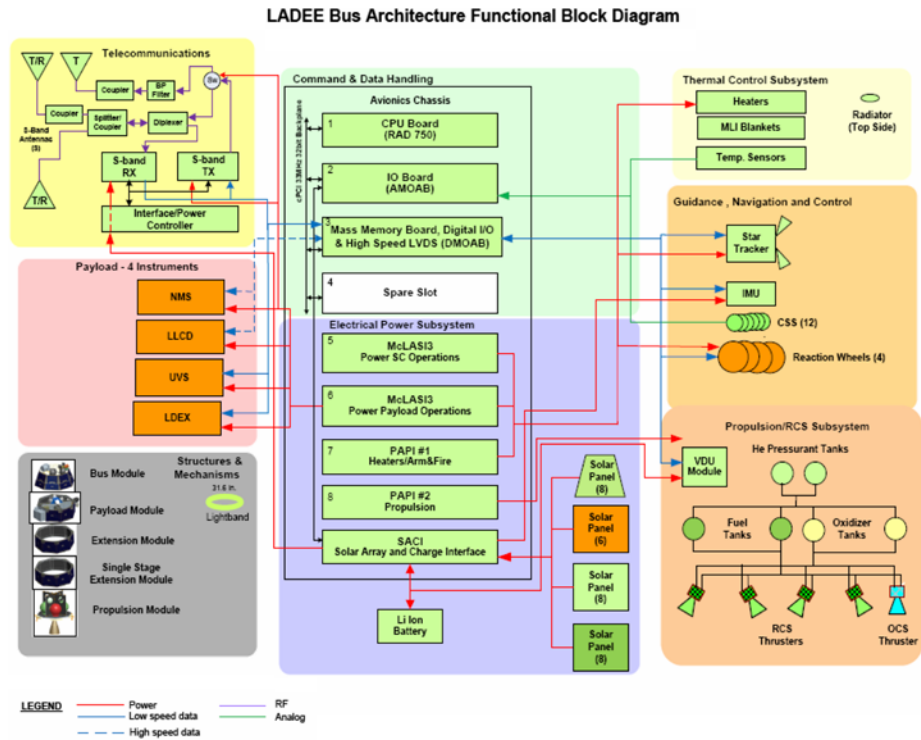 LADEE Bus Architecture Functional Block Diagram
Telecommunications
T/R
T
Coupler
BP
Filter
Sw
Coupler
Splitter/
Coupler
Diplexer
S-Band
Antennas
(3)
S-band
RX
S-band
TX
T/R
Interface/Power
Controller
Payload - 4 Instruments
NMS
LLCD
UVS
LDEX
Structures &
Mechanisms
31.6 in.
Lightband
Bus Module
Payload Module
Extension Module
Single Stage
Extension Module
Propulsion Module
Command & Data Handling
Avionics Chassis
cPCI 33MHz 32bit Backplane
1
CPU Board
(RAD 750)
2
IO Board
(AMOAB)
3
Mass Memory Board, Digital I/O
& High Speed LVDS (DMOAB)
4
Spare Slot
Electrical Power Subsystem
5
McLASI3
Power SC Operations
6
McLASI3
Power Payload Operations
7
PAPI #1
Heaters/Arm&Fire
8
PAPI #2
Propulsion
SACI
Solar Array and Charge Interface
Li Ion
Battery
Solar
Panel
(8)
Solar
Panel
(6)
Solar
Panel
(8)
Solar
Panel
(8)
Thermal Control Subsystem
Heaters
MLI Blankets
Temp. Sensors
Radiator
(Top Side)
Guidance , Navigation and Control
Star
Tracker
IMU
CSS (12)
Reaction Wheels (4)
Propulsion/RCS Subsystem
He Pressurant Tanks
VDU
Module
Fuel
Tanks
Oxidizer
Tanks
RCS
Thrusters
OCS
Thruster
LEGEND
Power
Low speed data
High speed data
RF
Analog